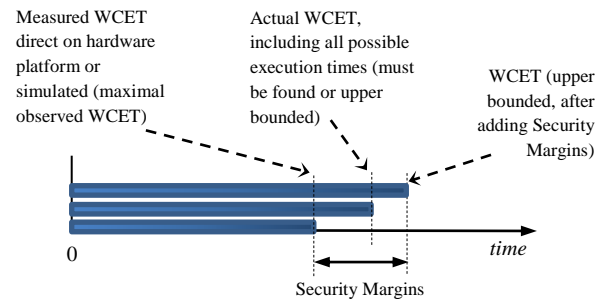 Measured WCET
direct on hardware
platform or
simulated (maximal
observed WCET)
Actual WCET,
including all possible
execution times (must
be found or upper
bounded)
WCET (upper
bounded, after
adding Security
Margins)
0
time
Security Margins